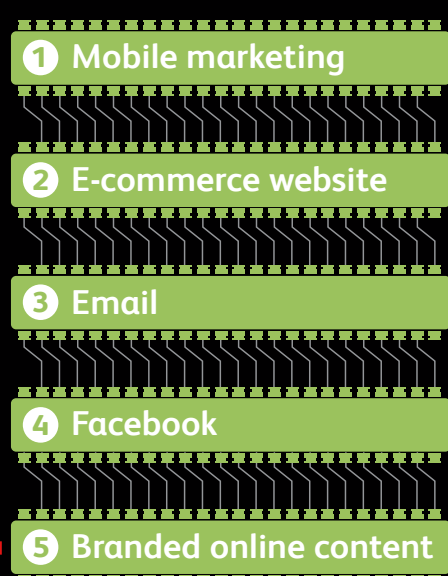 1 Mobile marketing
2 E-commerce website
3 Email
4 Facebook
5 Branded online content